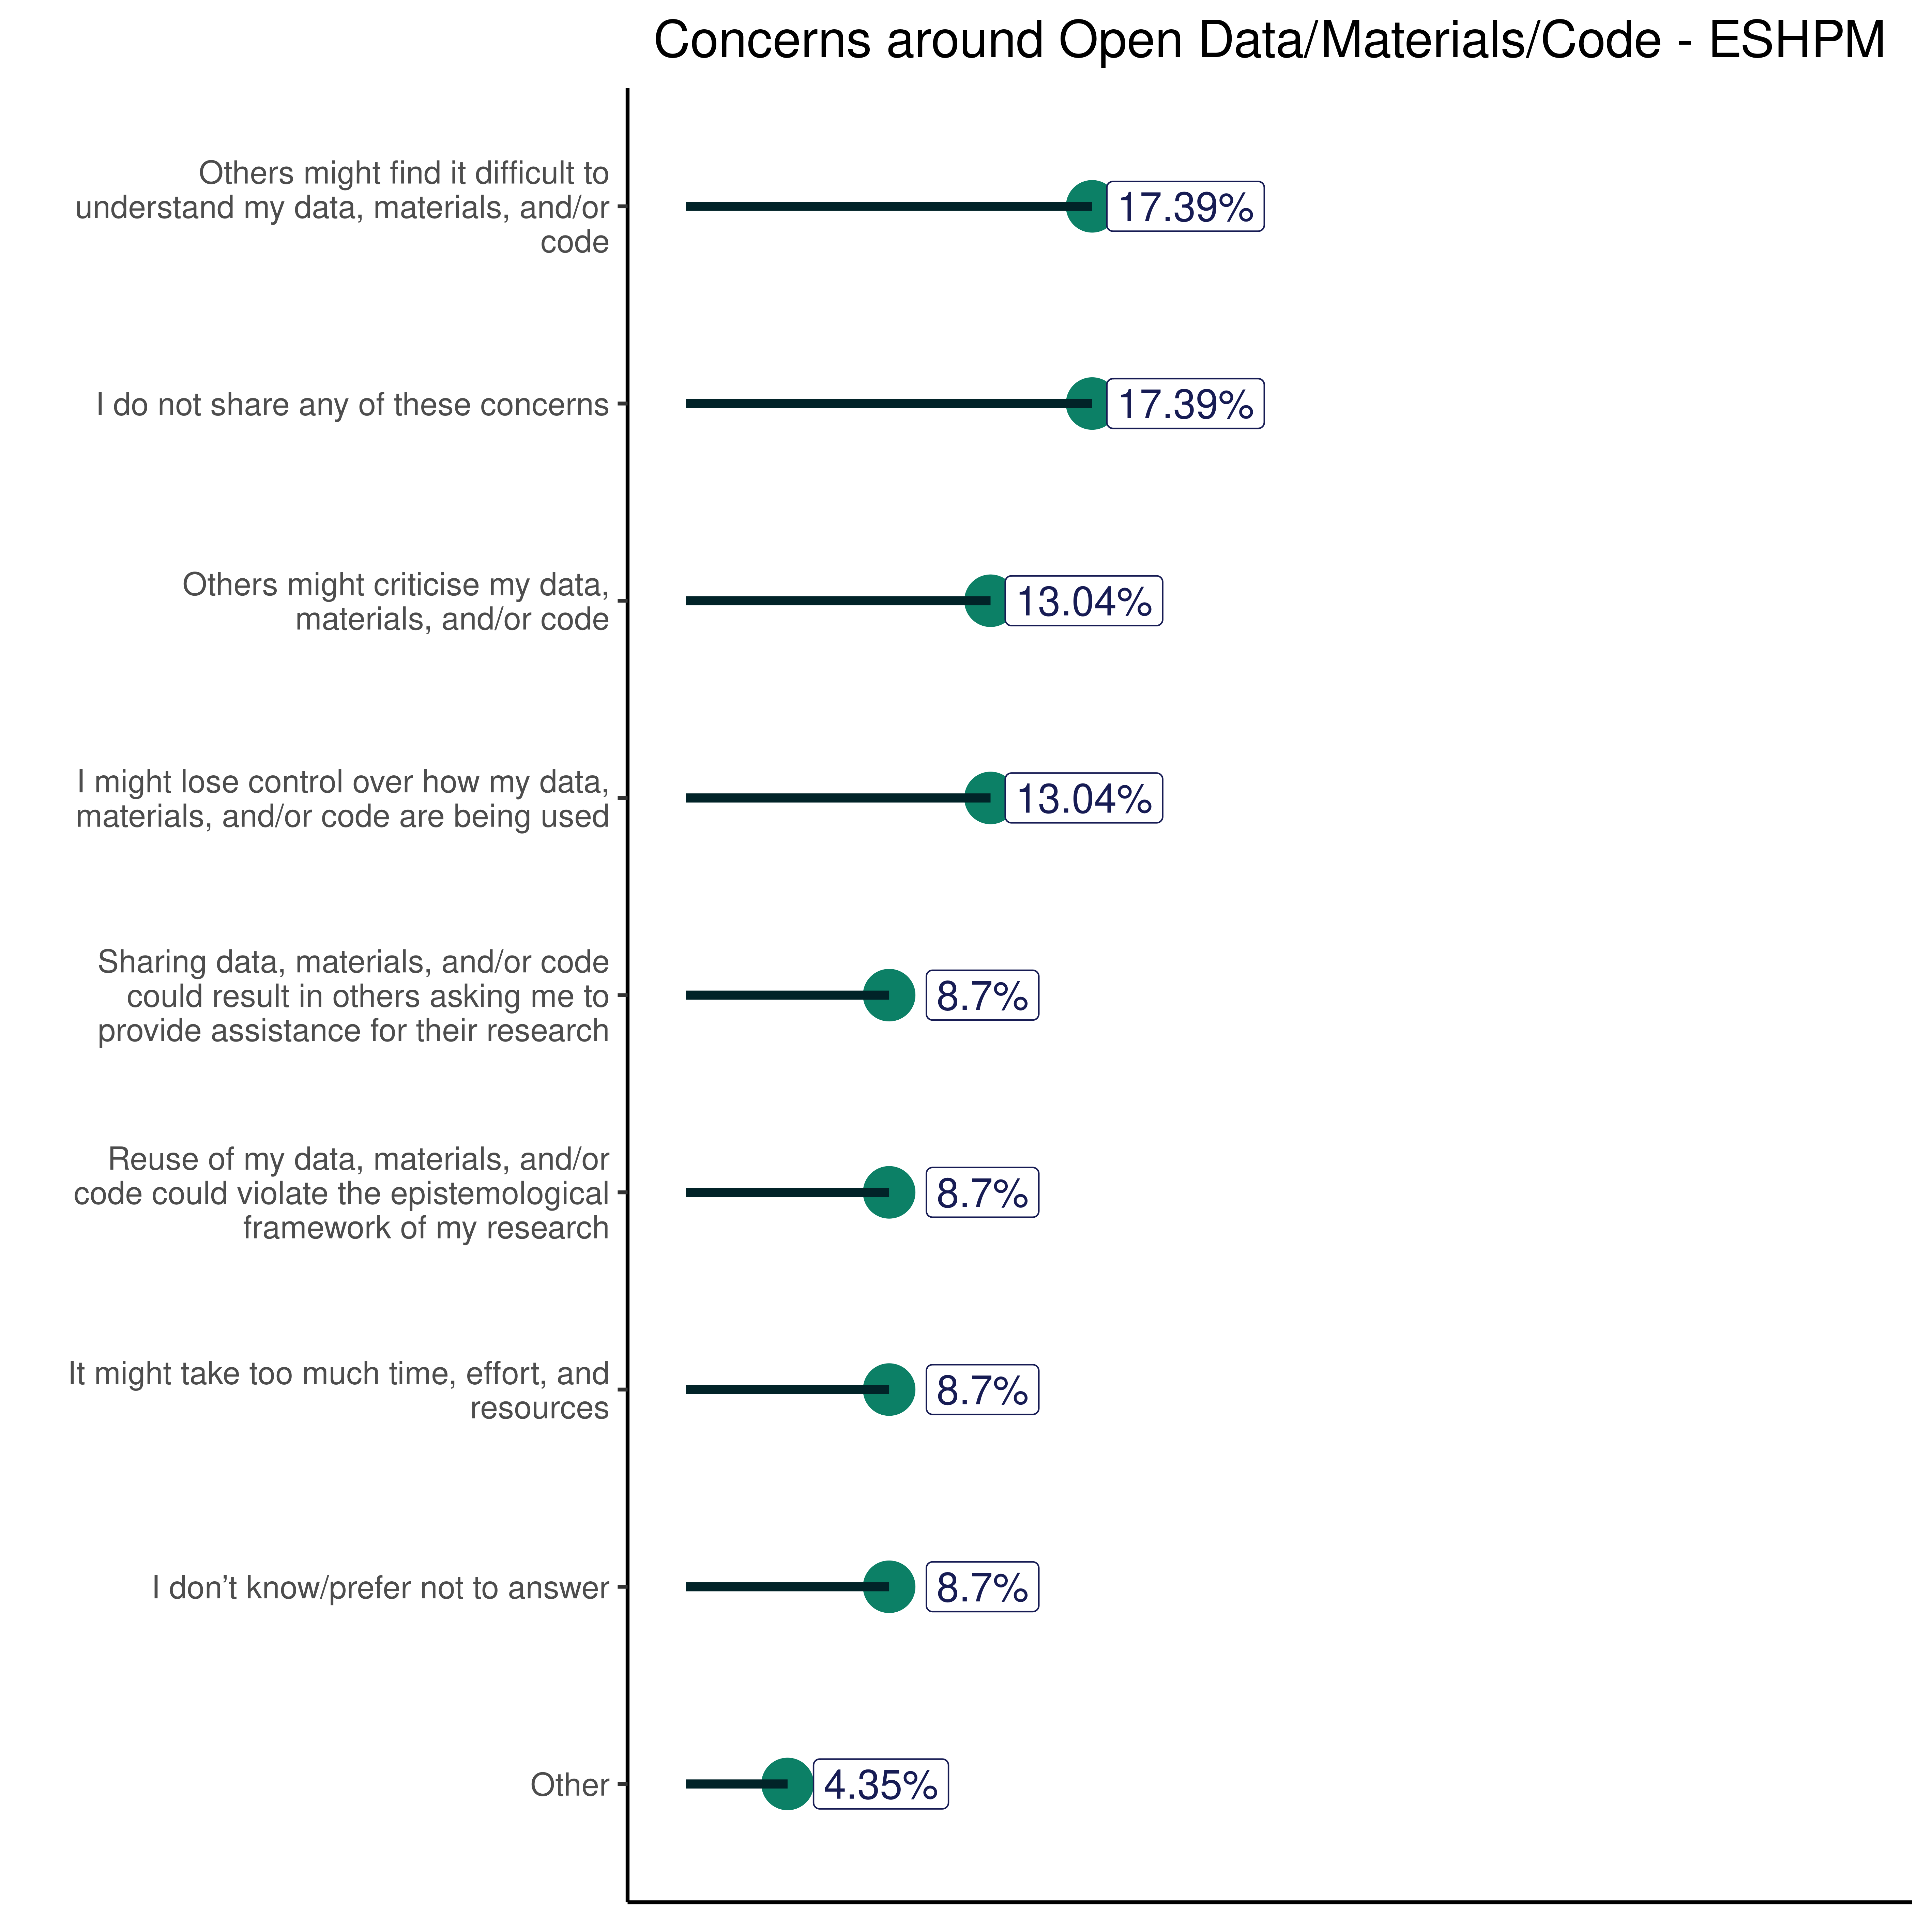 Concerns around Open Data/Materials/Code - ESHPM
Others might find it difficult to
understand my data, materials, and/or
code
17.39%
I do not share any of these concerns
17.39%
Others might criticise my data,
materials, and/or code
13.04%
I might lose control over how my data,
materials, and/or code are being used
13.04%
Sharing data, materials, and/or code
could result in others asking me to
provide assistance for their research
8.7%
Reuse of my data, materials, and/or
code could violate the epistemological
framework of my research
8.7%
It might take too much time, effort, and
resources
8.7%
I don’t know/prefer not to answer
8.7%
Other
4.35%